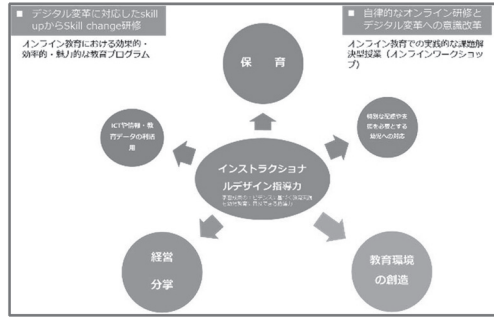 ■ デジタル変革に対応したskill
upからSkill change研修
オンライン教育における効果的・
効率的・魅力的な教育プログラム
■ 自律的なオンライン研修と
デジタル変革への意識改革
オンライン教育での実践的な課題解
決型授業（オンラインワークショッ
プ）
保 育
ICTや情報・教
育データの利活
用
特別な配慮や支
援を必要とする
幼児への対応
インストラクショナ
ルデザイン指導力
経営
分掌
教育環境
の創造